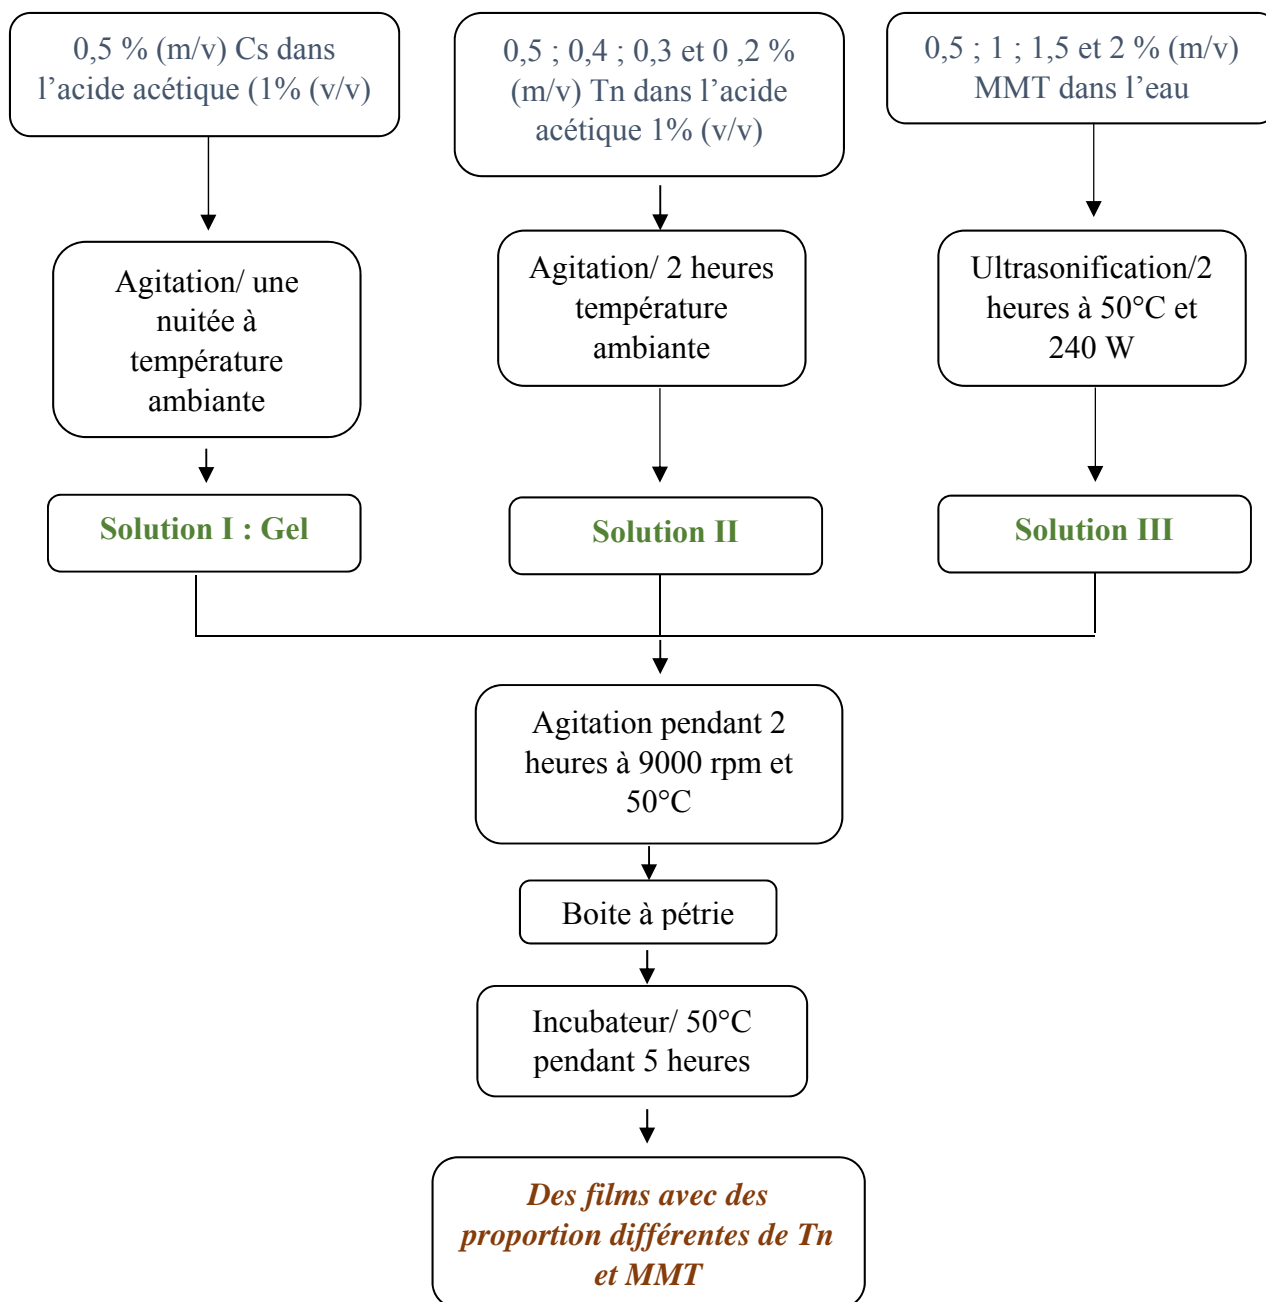 0,5 % (m/v) Cs dans
l’acide acétique (1% (v/v)
0,5 ; 0,4 ; 0,3 et 0 ,2 %
(m/v) Tn dans l’acide
acétique 1% (v/v)
0,5 ; 1 ; 1,5 et 2 % (m/v)
MMT dans l’eau
Agitation/ une
nuitée à
température
ambiante
Agitation/ 2 heures
température
ambiante
Ultrasonification/2
heures à 50°C et
240 W
Solution I : Gel
Solution II
Solution III
Agitation pendant 2
heures à 9000 rpm et
50°C
Boite à pétrie
Incubateur/ 50°C
pendant 5 heures
Des films avec des
proportion différentes de Tn
et MMT